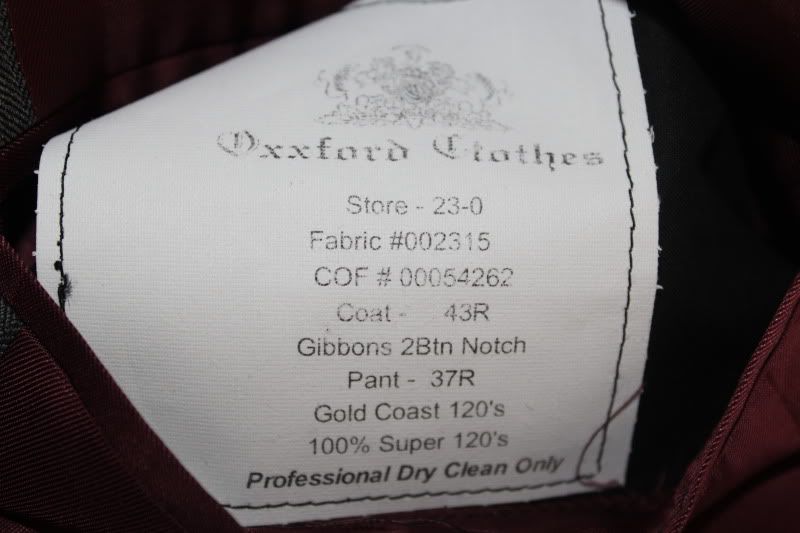 Oxxford Clothes
Store - 23-0
Fabric #002315
COF # 00054262
Coat - 43R
Gibbons 2Btn Notch
Pant - 37R
Gold Coast 120's
100% Super 120's
Professional Dry Clean Only